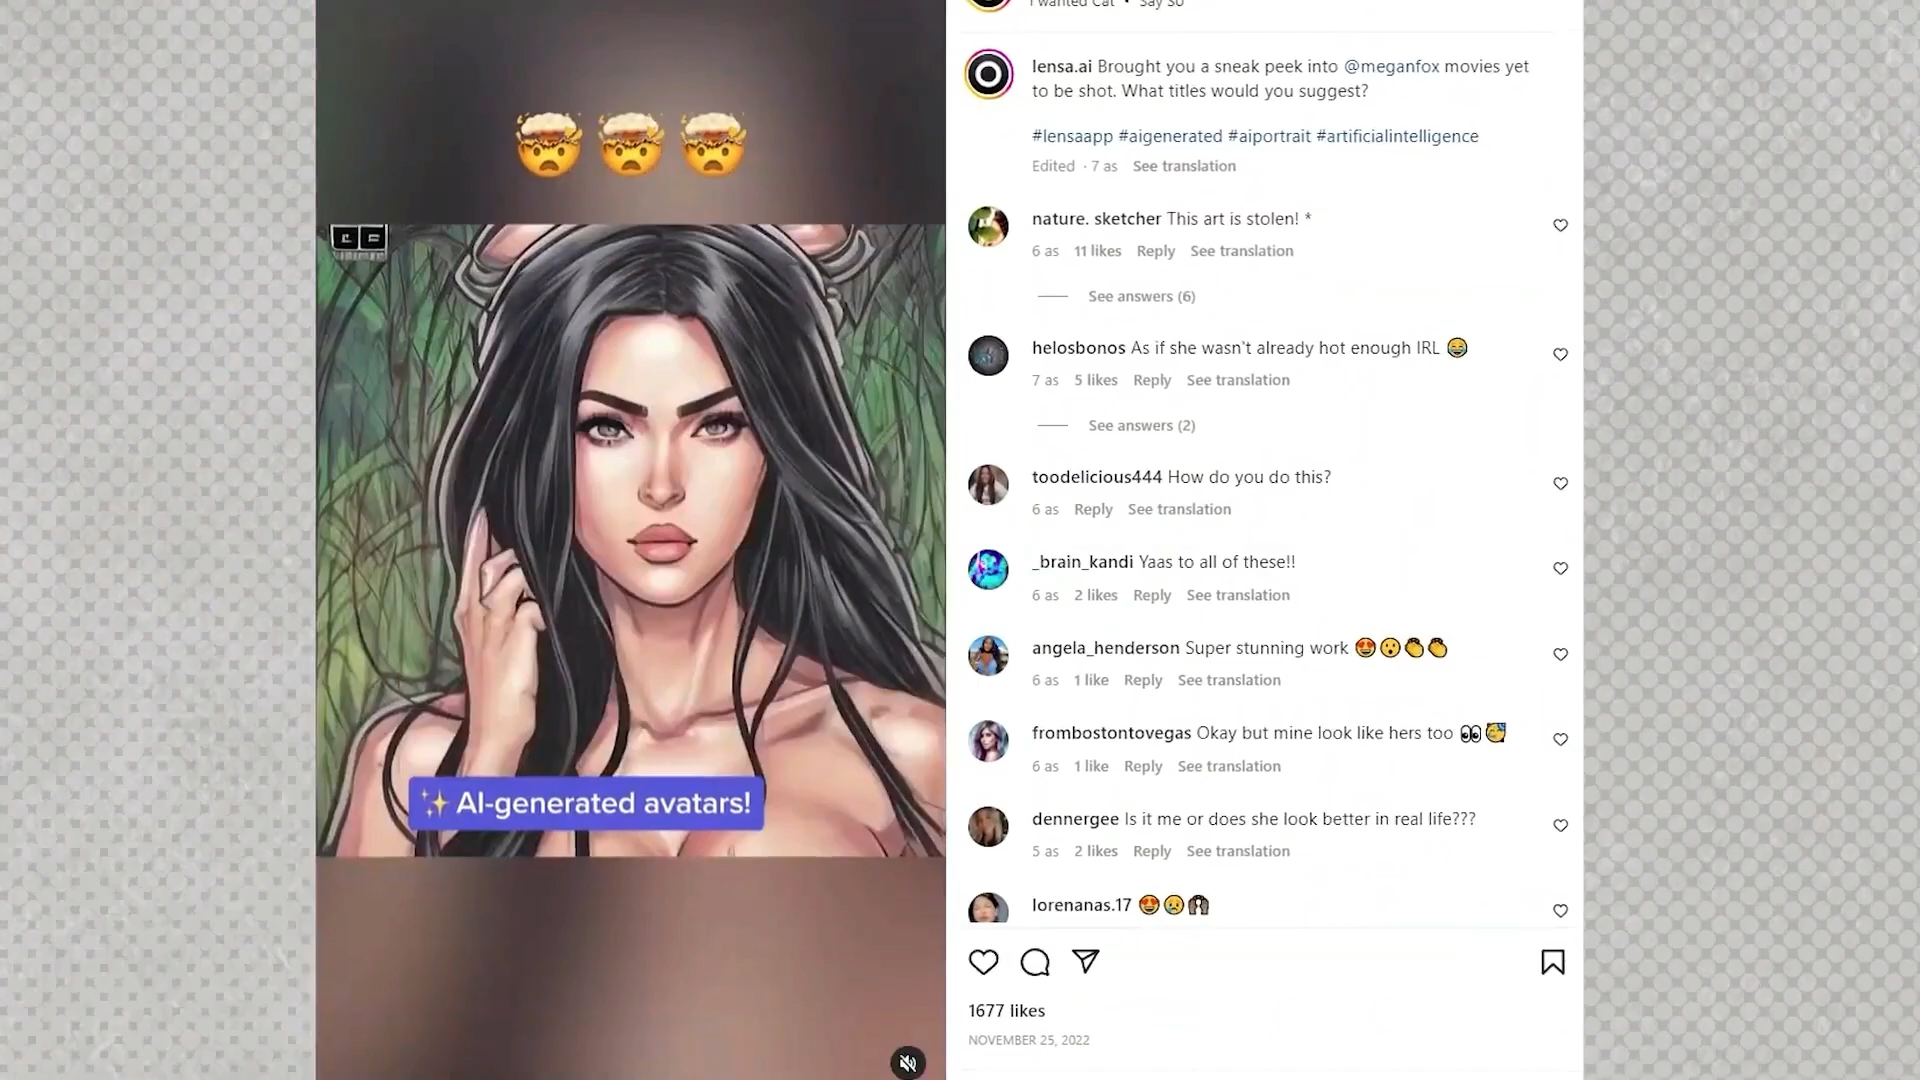 I wanted Cat • Say So
lensa.ai Brought you a sneak peek into @meganfox movies yet
to be shot. What titles would you suggest?
#lensaapp #aigenerated #aiportrait #artificialintelligence
Edited · 7 as See translation
nature. sketcher This art is stolen! *
6 as 11 likes Reply See translation
See answers (6)
helosbonos As if she wasn't already hot enough IRL 😂
7 as 5 likes Reply See translation
See answers (2)
toodelicious444 How do you do this?
6 as Reply See translation
_brain_kandi Yaas to all of these!!
6 as 2 likes Reply See translation
angela_henderson Super stunning work 😍😮👏👏
6 as 1 like Reply See translation
frombostontovegas Okay but mine look like hers too 👀🥳
6 as 1 like Reply See translation
dennergee Is it me or does she look better in real life???
5 as 2 likes Reply See translation
lorenanas.17 😍😢🙌
1677 likes
NOVEMBER 25, 2022
🤯 🤯 🤯
✨ AI-generated avatars!